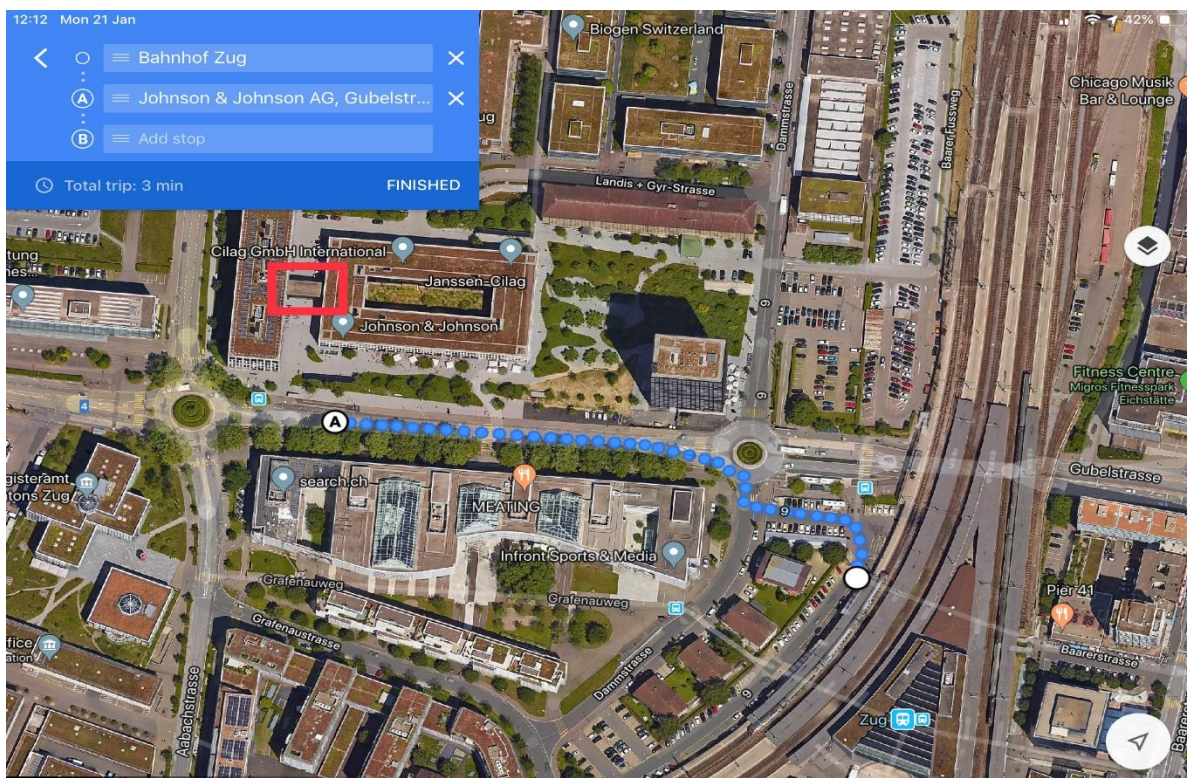 12:12 Mon 21 Jan
42%
Bahnhof Zug
A
Johnson & Johnson AG, Gubelstr...
B
Add stop
Total trip: 3 min
FINISHED
Biogen Switzerland
Chicago Musik
Bar & Lounge
Dammstrasse
Baarer Fussweg
Landis + Gyr-Strasse
Cilag GmbH International
Janssen-Cilag
Johnson & Johnson
9
9
4
A
Fitness Centre
Migros Fitnesspark
Eichstätte
Gubelstrasse
search.ch
MEATING
9
Infront Sports & Media
Grafenauweg
Grafenauweg
Grafenaustrasse
Pier 41
Baarerstrasse
Dammstrasse
9
Aabachstrasse
Zug